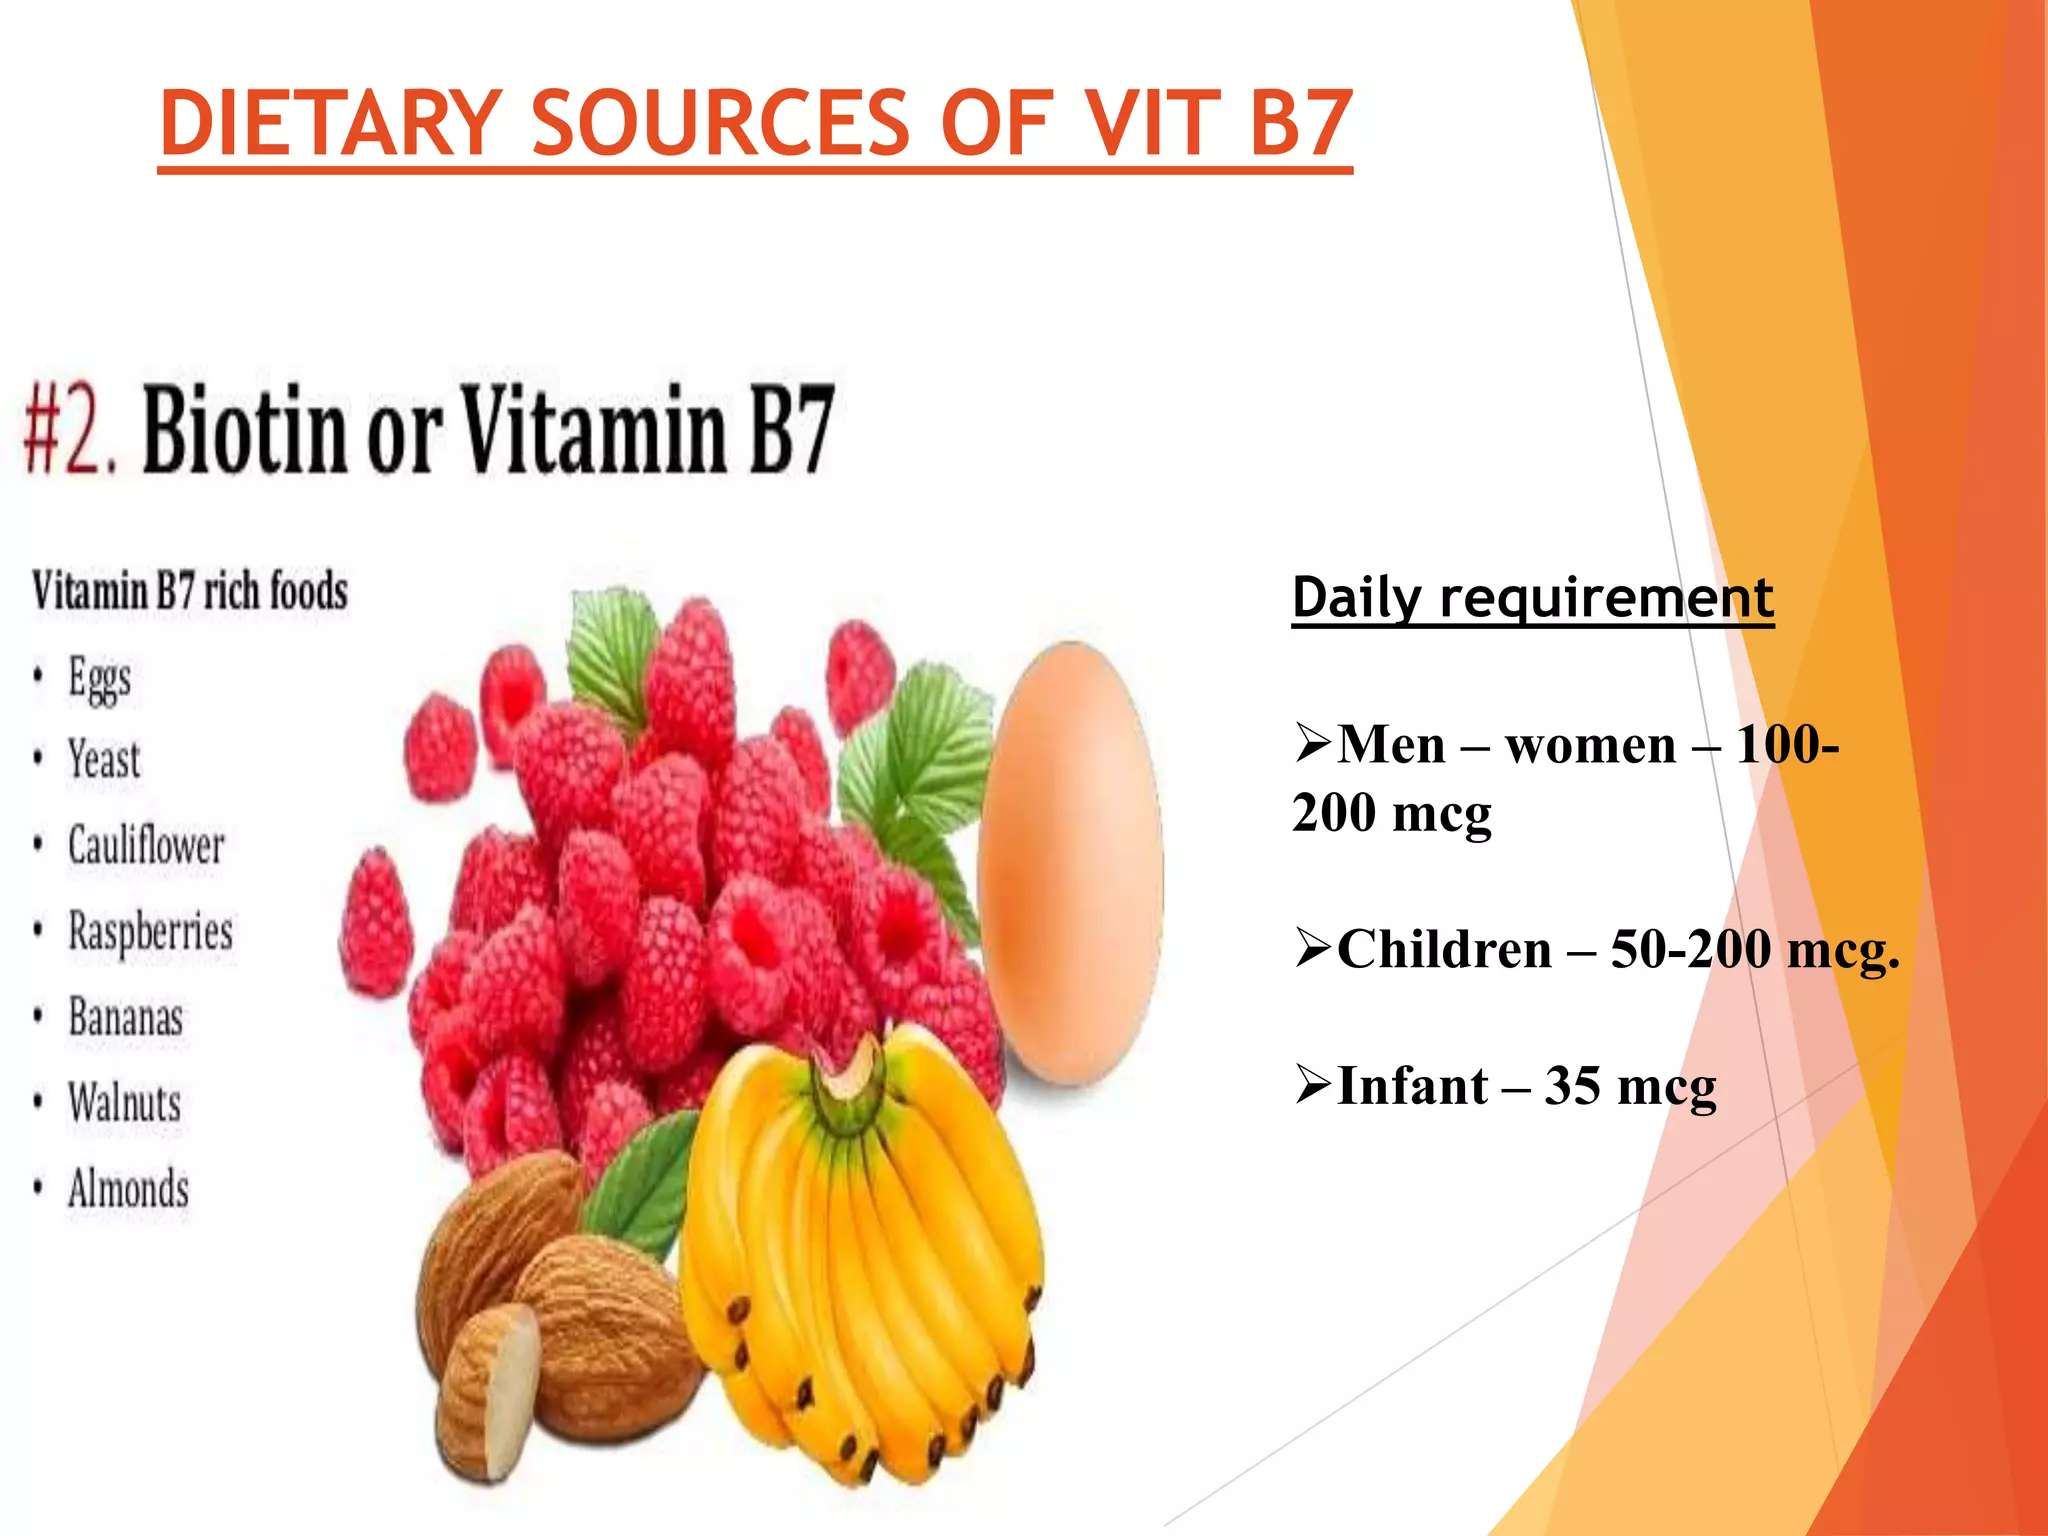 DIETARY SOURCES OF VIT B7
#2. Biotin or Vitamin B7
Vitamin B7 rich foods
• Eggs
• Yeast
• Cauliflower
• Raspberries
• Bananas
• Walnuts
• Almonds
Daily requirement
➢Men – women – 100-
200 mcg
➢Children – 50-200 mcg.
➢Infant – 35 mcg